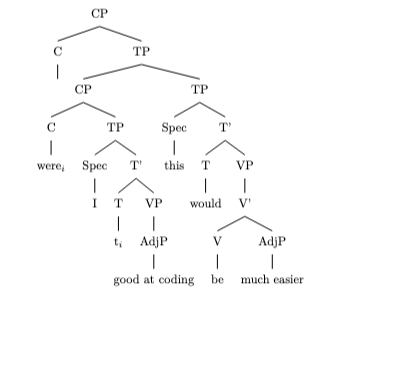 CP
C TP
CP TP
C TP Spec T'
were_i Spec T' this T VP
I T VP would V'
t_i AdjP V AdjP
good at coding be much easier